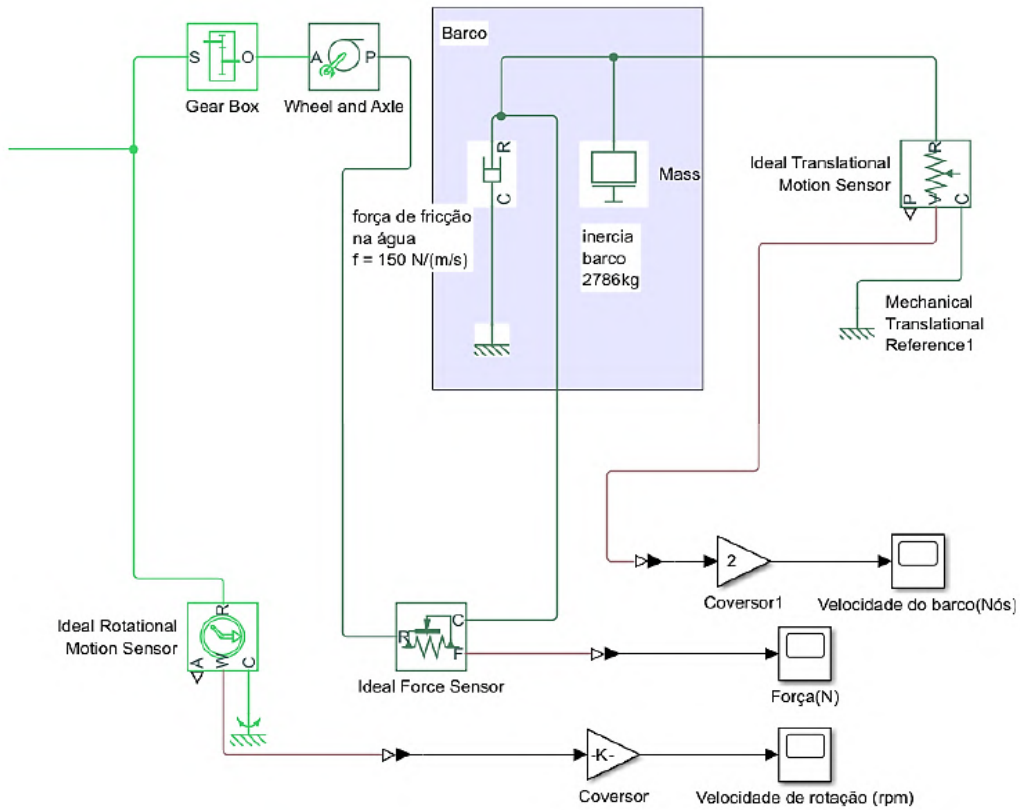 Barco
S
O
A
P
Gear Box
Wheel and Axle
R
C
força de fricção
na água
f = 150 N/(m/s)
Mass
inercia
barco
2786kg
Ideal Translational
Motion Sensor
R
P
V
C
Mechanical
Translational
Reference1
2
Coversor1
Velocidade do barco(Nós)
Ideal Rotational
Motion Sensor
R
A
W
C
R
C
F
Ideal Force Sensor
Força(N)
-K-
Coversor
Velocidade de rotação (rpm)